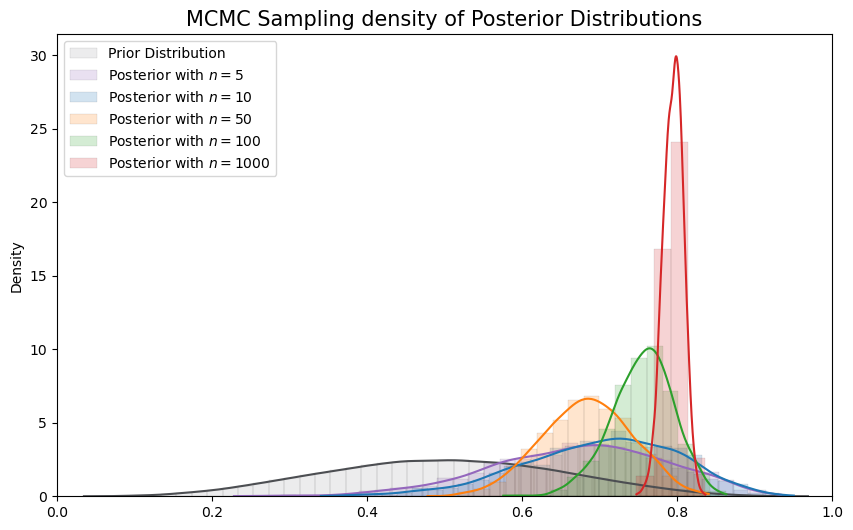 MCMC Sampling density of Posterior Distributions
Prior Distribution
Posterior with n = 5
Posterior with n = 10
Posterior with n = 50
Posterior with n = 100
Posterior with n = 1000
Density
30
25
20
15
10
5
0
0.0 0.2 0.4 0.6 0.8 1.0